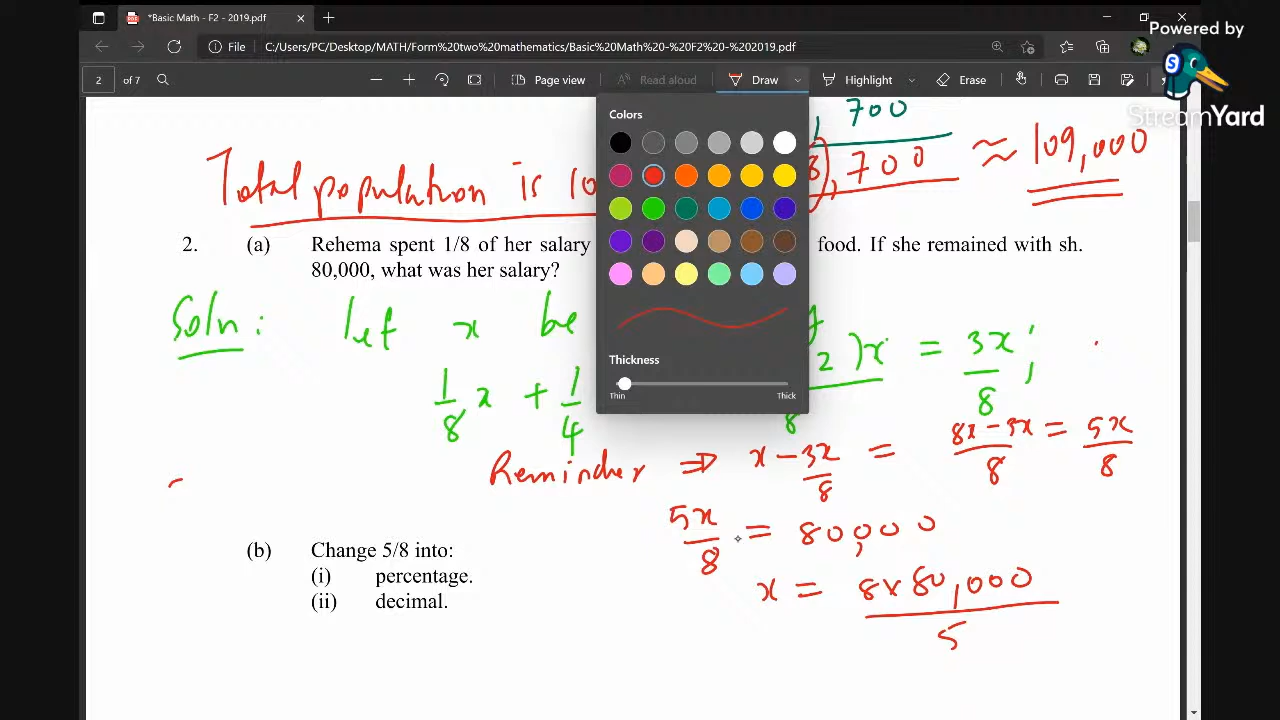 *Basic Math - F2 - 2019.pdf
Powered by
StreamYard
File C:/Users/PC/Desktop/MATH/Form%20two%20mathematics/Basic%20Math%20-%20F2%20-%202019.pdf
2 of 7 Page view Read aloud Draw Highlight Erase
Colors
Thickness
Thin Thick
,700
Total population is 10 8),700 ≈ 109,000
2. (a) Rehema spent 1/8 of her salary food. If she remained with sh.
80,000, what was her salary?
Soln: let x be
1/8 x + 1/4 2)x/8 = 3x/8;
Reminder ⇒ x - 3x/8 = 8x - 3x/8 = 5x/8
5x/8 = 80,000
(b) Change 5/8 into:
(i) percentage.
x = 8x80,000/5
(ii) decimal.